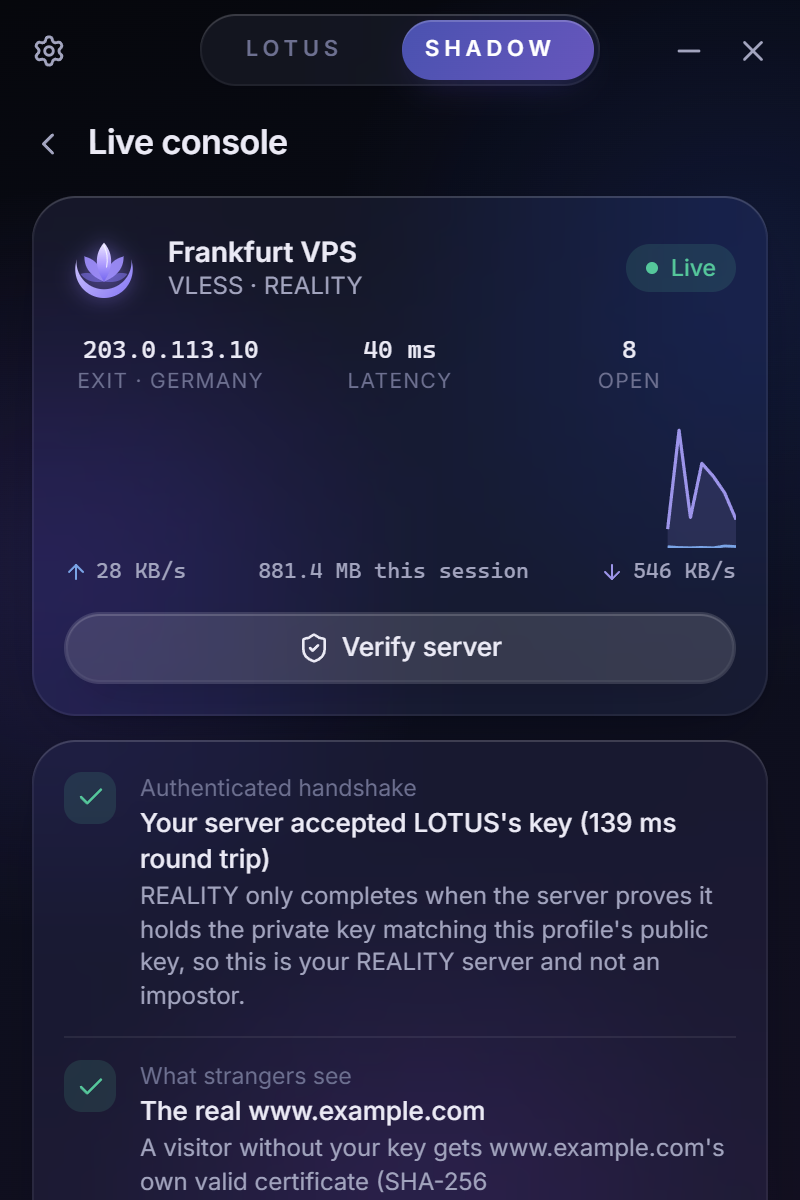 LOTUS SHADOW
Live console
Frankfurt VPS
VLESS · REALITY
Live
203.0.113.10 40 ms 8
EXIT · GERMANY LATENCY OPEN
28 KB/s 881.4 MB this session 546 KB/s
Verify server
Authenticated handshake
Your server accepted LOTUS's key (139 ms
round trip)
REALITY only completes when the server proves it
holds the private key matching this profile's public
key, so this is your REALITY server and not an
impostor.
What strangers see
The real www.example.com
A visitor without your key gets www.example.com's
own valid certificate (SHA-256